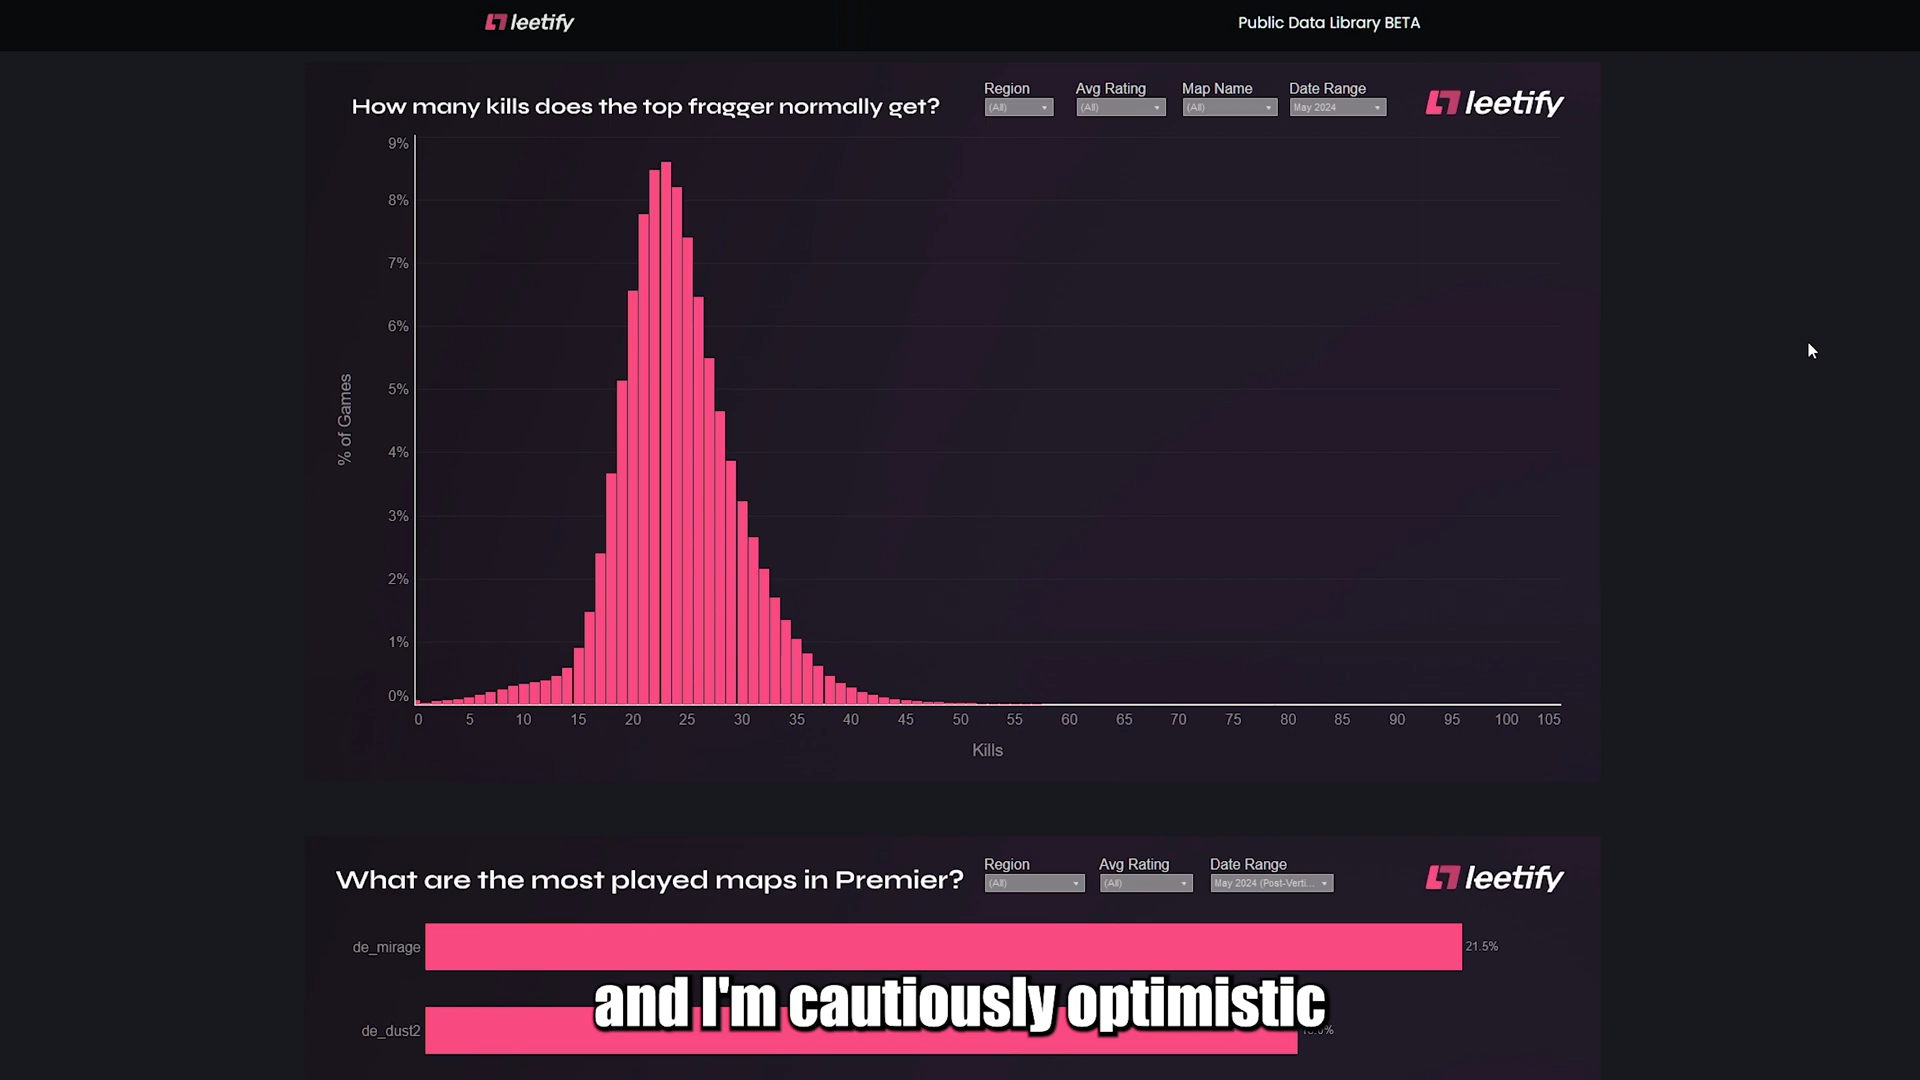 leetify
Public Data Library BETA
How many kills does the top fragger normally get?
Region
Avg Rating
Map Name
Date Range
(All)
(All)
(All)
May 2024
leetify
9%
8%
7%
6%
5%
4%
3%
2%
1%
0%
% of Games
0 5 10 15 20 25 30 35 40 45 50 55 60 65 70 75 80 85 90 95 100 105
Kills
What are the most played maps in Premier?
Region
Avg Rating
Date Range
(All)
(All)
May 2024 (Post-Verti...
leetify
de_mirage
21.5%
de_dust2
and I'm cautiously optimistic